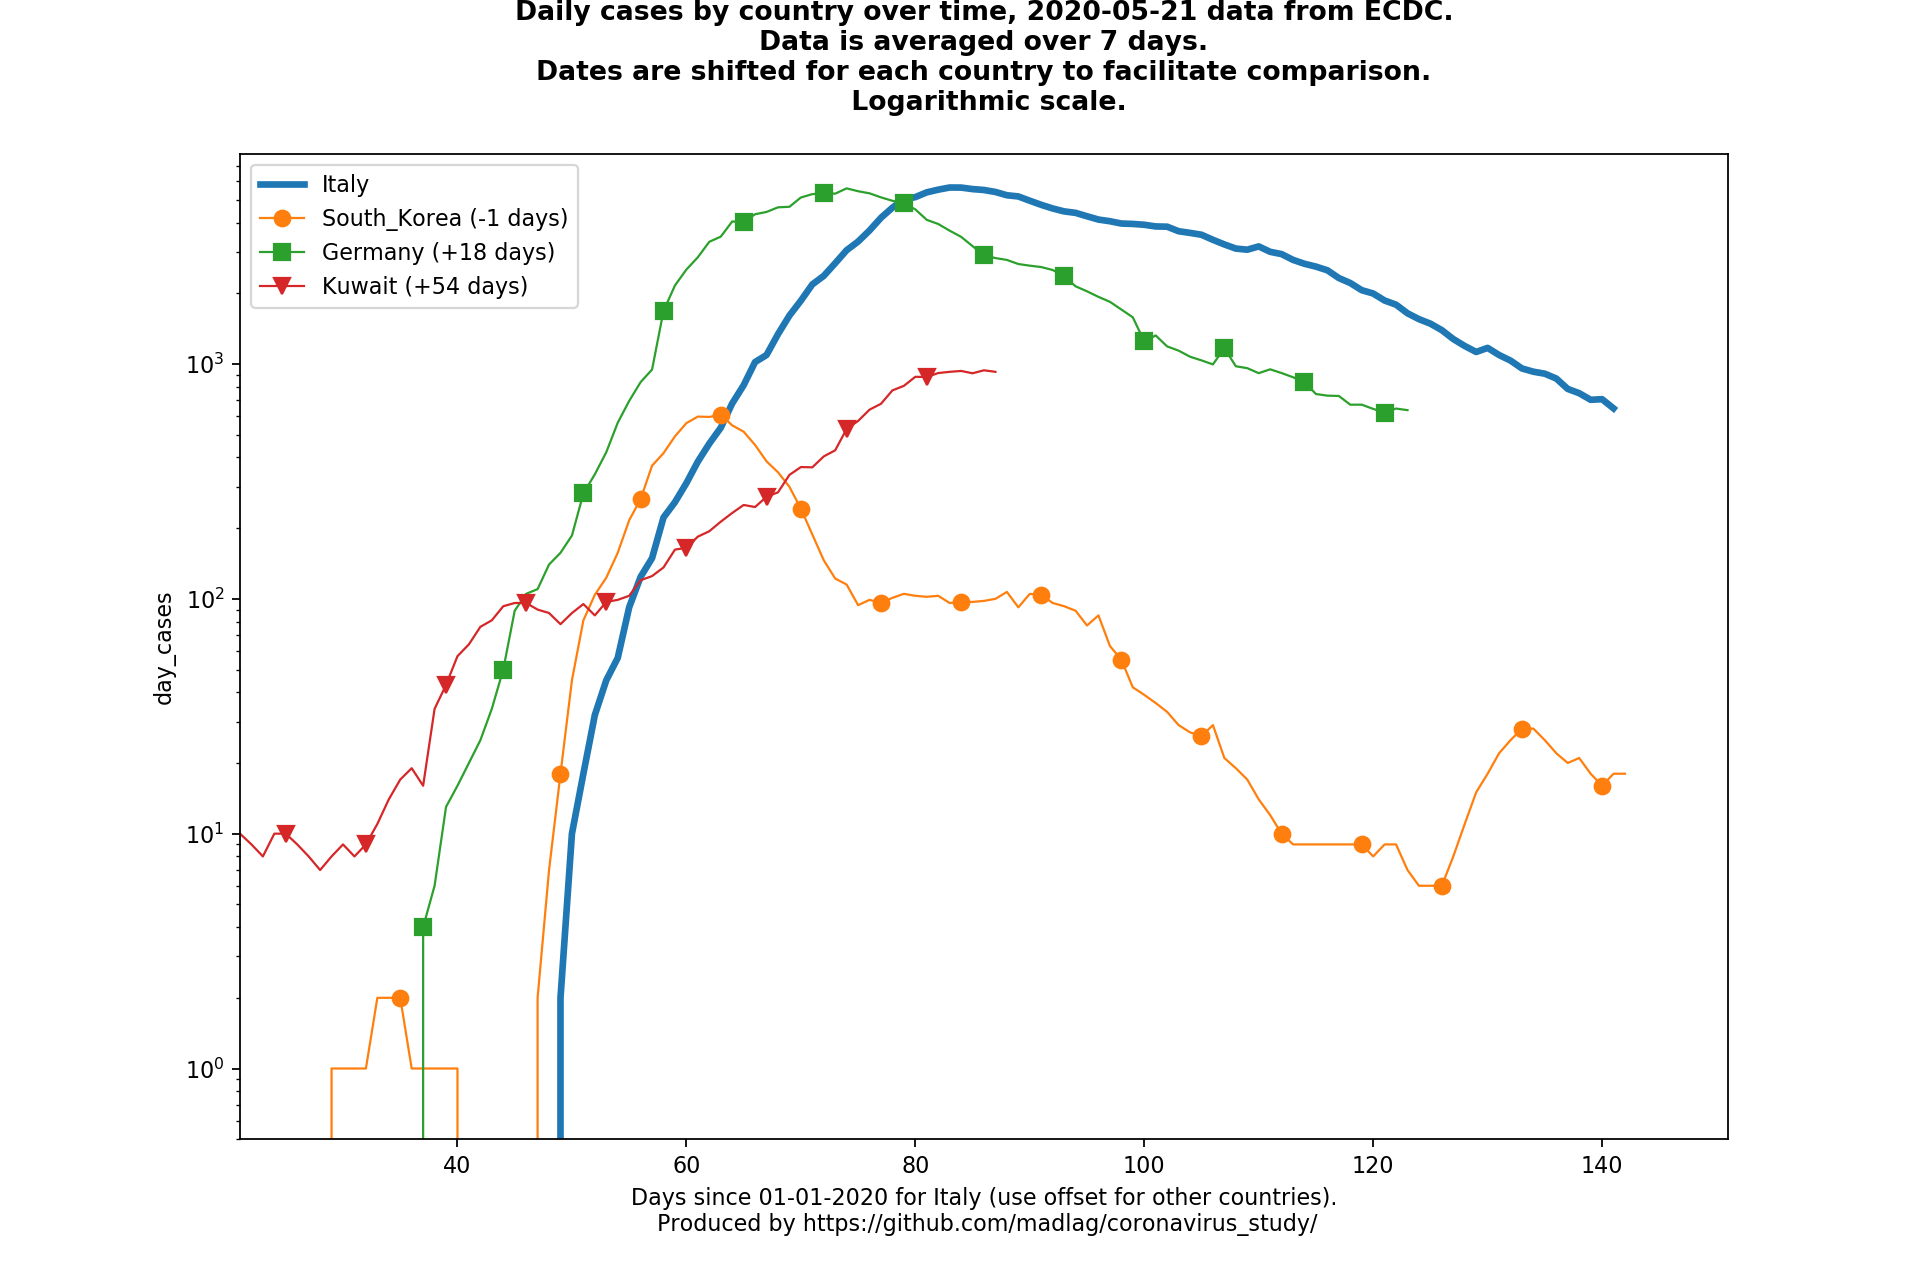 Daily cases by country over time, 2020-05-21 data from ECDC.
Data is averaged over 7 days.
Dates are shifted for each country to facilitate comparison.
Logarithmic scale.
Italy
South_Korea (-1 days)
Germany (+18 days)
Kuwait (+54 days)
day_cases
10³
10²
10¹
10⁰
40 60 80 100 120 140
Days since 01-01-2020 for Italy (use offset for other countries).
Produced by https://github.com/madlag/coronavirus_study/